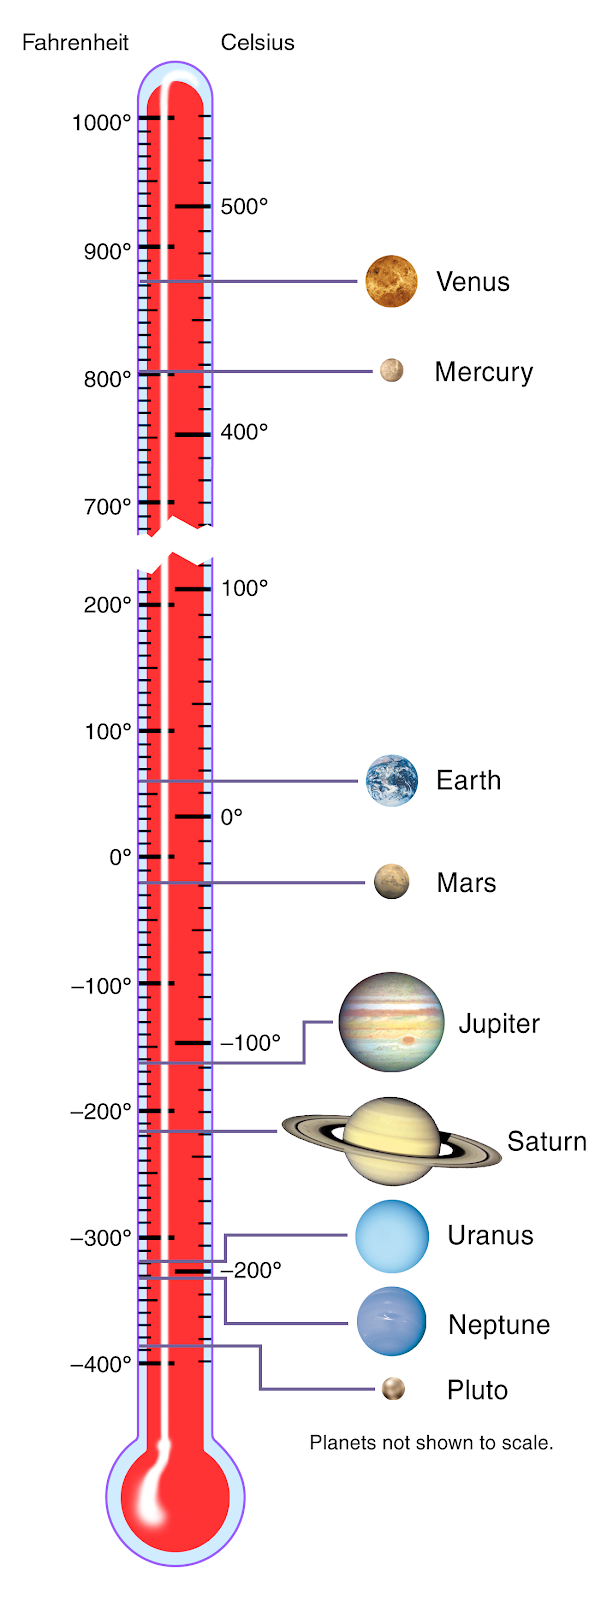 Fahrenheit Celsius
1000°
500°
900°
Venus
Mercury
800°
400°
700°
100°
200°
100°
Earth
0°
0°
Mars
–100°
Jupiter
–100°
–200°
Saturn
Uranus
–300°
–200°
Neptune
–400°
Pluto
Planets not shown to scale.